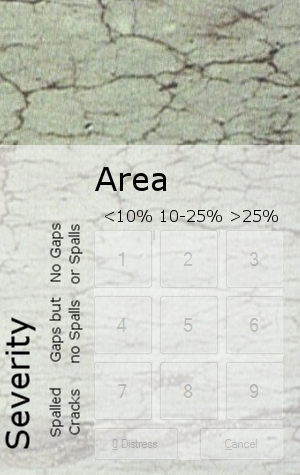 Area
<10% 10-25% >25%
Severity
No Gaps
or Spalls
1 2 3
Gaps but
no Spalls
4 5 6
Spalled
Cracks
7 8 9
0 Distress Cancel